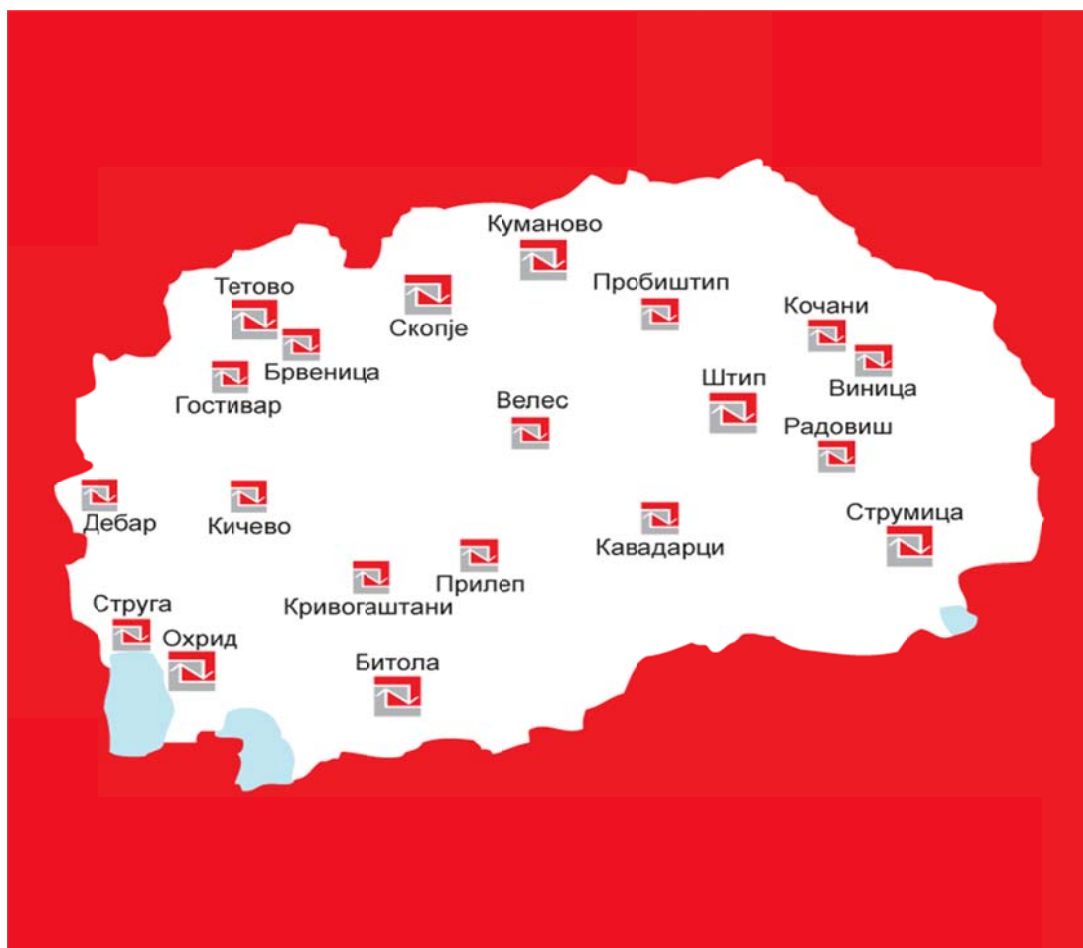 Куманово
Пробиштип
Тетово
Кочани
Скопје
Брвеница
Виница
Штип
Гостивар
Велес
Радовиш
Струмица
Дебар
Кичево
Кавадарци
Прилеп
Кривогаштани
Струга
Охрид
Битола